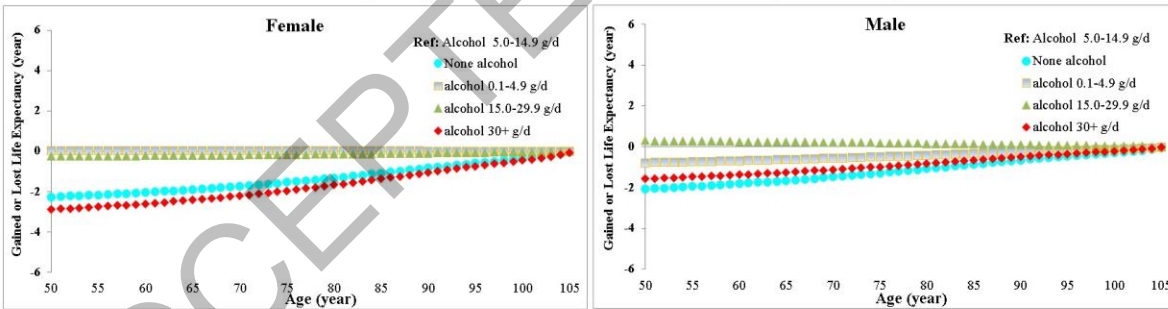 Female
Ref: Alcohol 5.0-14.9 g/d
None alcohol
alcohol 0.1-4.9 g/d
alcohol 15.0-29.9 g/d
alcohol 30+ g/d
Gained or Lost Life Expectancy (year)
6
4
2
0
-2
-4
-6
50 55 60 65 70 75 80 85 90 95 100 105
Age (year)
Male
Ref: Alcohol 5.0-14.9 g/d
None alcohol
alcohol 0.1-4.9 g/d
alcohol 15.0-29.9 g/d
alcohol 30+ g/d
Gained or Lost Life Expectancy (year)
6
4
2
0
-2
-4
-6
50 55 60 65 70 75 80 85 90 95 100 105
Age (year)
CCEPTE